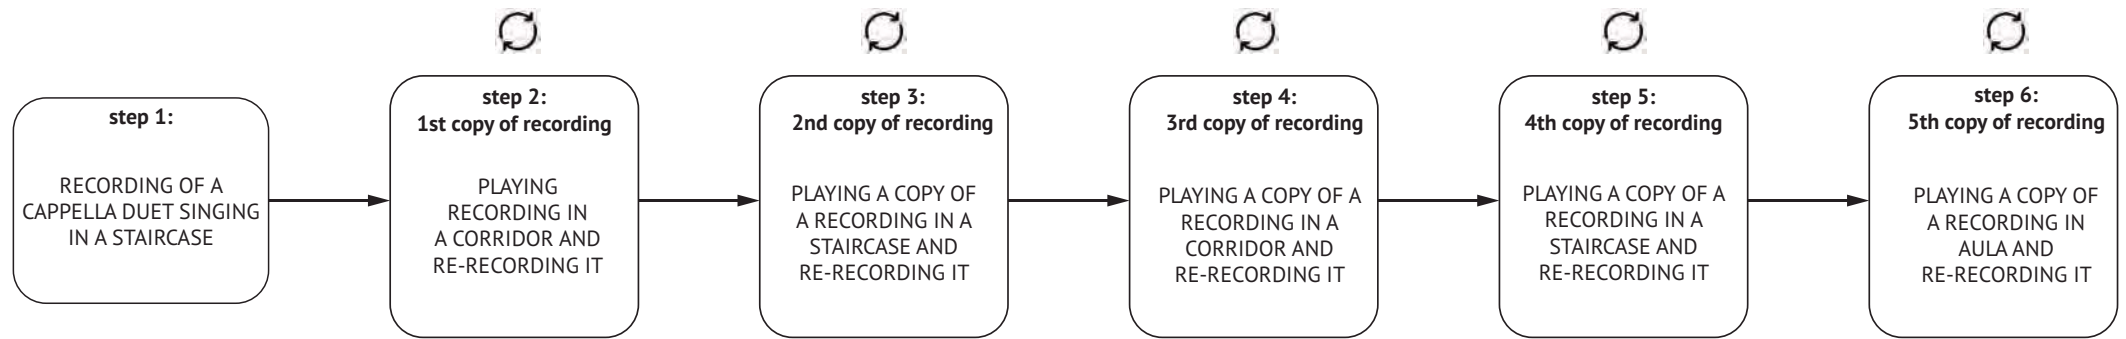 step 1:
RECORDING OF A
CAPPELLA DUET SINGING
IN A STAIRCASE
step 2:
1st copy of recording
PLAYING
RECORDING IN
A CORRIDOR AND
RE-RECORDING IT
step 3:
2nd copy of recording
PLAYING A COPY OF
A RECORDING IN A
STAIRCASE AND
RE-RECORDING IT
step 4:
3rd copy of recording
PLAYING A COPY OF A
RECORDING IN A
CORRIDOR AND
RE-RECORDING IT
step 5:
4th copy of recording
PLAYING A COPY OF A
RECORDING IN A
STAIRCASE AND
RE-RECORDING IT
step 6:
5th copy of recording
PLAYING A COPY OF
A RECORDING IN
AULA AND
RE-RECORDING IT